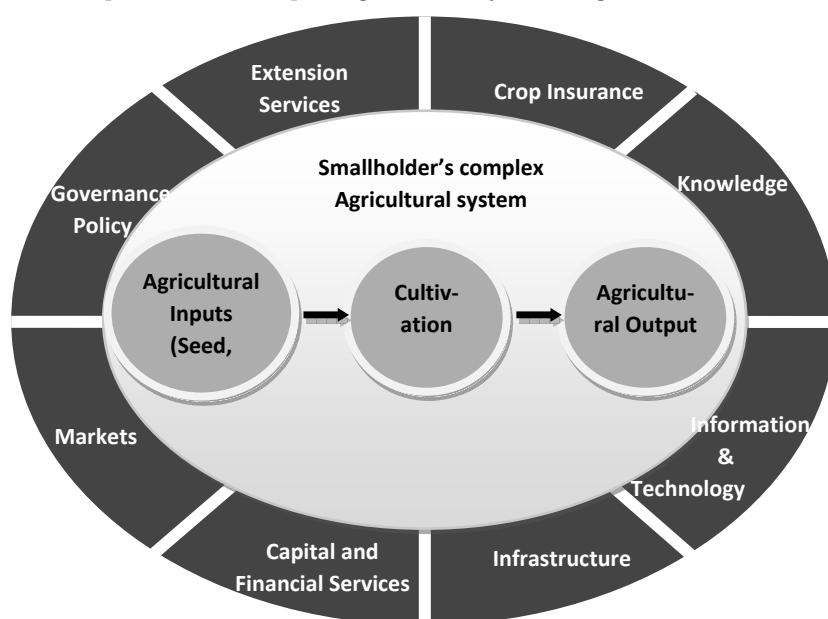 Extension
Services
Crop Insurance
Knowledge
Governance
Policy
Smallholder's complex
Agricultural system
Agricultural
Inputs
(Seed,
Cultiv-
ation
Agricultu-
ral Output
Markets
Information
&
Technology
Capital and
Financial Services
Infrastructure